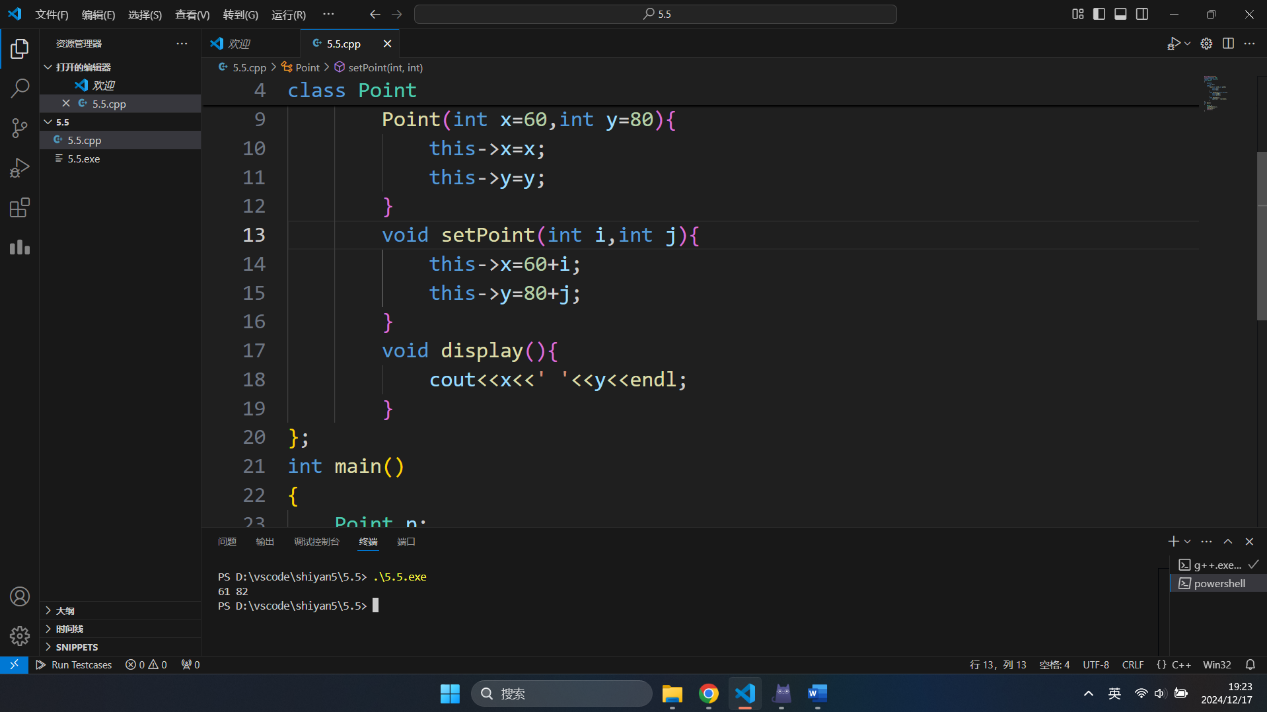 文件(F) 编辑(E) 选择(S) 查看(V) 转到(G) 运行(R) ··· 5.5
资源管理器 ···
打开的编辑器
欢迎
5.5.cpp
5.5
5.5.cpp
5.5.exe
大纲
时间线
SNIPPETS
欢迎 5.5.cpp
5.5.cpp > Point > setPoint(int, int)
4 class Point
9 Point(int x=60,int y=80){
10 this->x=x;
11 this->y=y;
12 }
13 void setPoint(int i,int j){
14 this->x=60+i;
15 this->y=80+j;
16 }
17 void display(){
18 cout<<x<<' '<<y<<endl;
19 }
20 };
21 int main()
22 {
23 Point p;
问题 输出 调试控制台 终端 端口
PS D:\vscode\shiyan5\5.5> .\5.5.exe
61 82
PS D:\vscode\shiyan5\5.5>
g++.exe...
powershell
Run Testcases 0 0 0 行 13，列 13 空格: 4 UTF-8 CRLF {} C++ Win32
搜索 英 19:23
2024/12/17